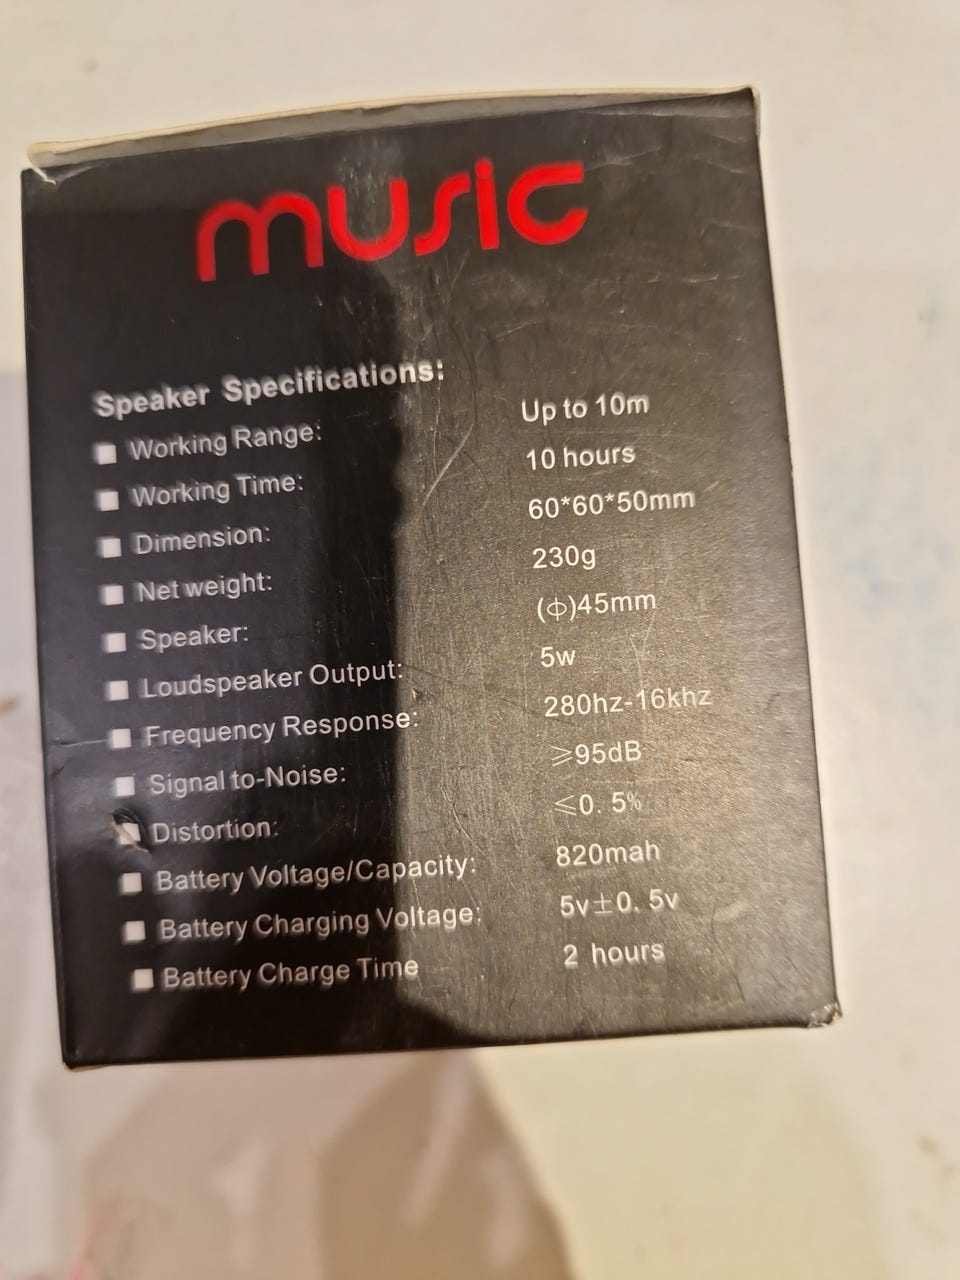 music
Speaker Specifications:
■ Working Range: Up to 10m
■ Working Time: 10 hours
■ Dimension: 60*60*50mm
■ Net weight: 230g
■ Speaker: (ф)45mm
■ Loudspeaker Output: 5w
■ Frequency Response: 280hz-16khz
■ Signal to-Noise: ⩾95dB
■ Distortion: ⩽0. 5%
■ Battery Voltage/Capacity: 820mah
■ Battery Charging Voltage: 5v±0. 5v
■ Battery Charge Time 2 hours